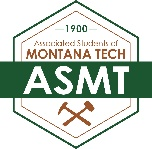 1900
Associated Students of
MONTANA TECH
ASMT